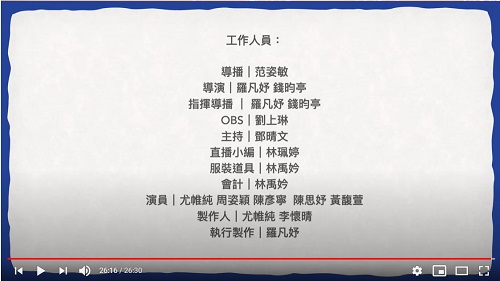 工作人員：
導播｜范姿敏
導演｜羅凡妤 錢昀亭
指揮導播 ｜ 羅凡妤 錢昀亭
OBS｜劉上琳
主持｜鄧晴文
直播小編｜林珮婷
服裝道具｜林禹妗
會計｜林禹妗
演員｜尤帷純 周姿穎 陳彥寧 陳思妤 黃馥萱
製作人｜尤帷純 李懷晴
執行製作｜羅凡妤
26:16 / 26:30